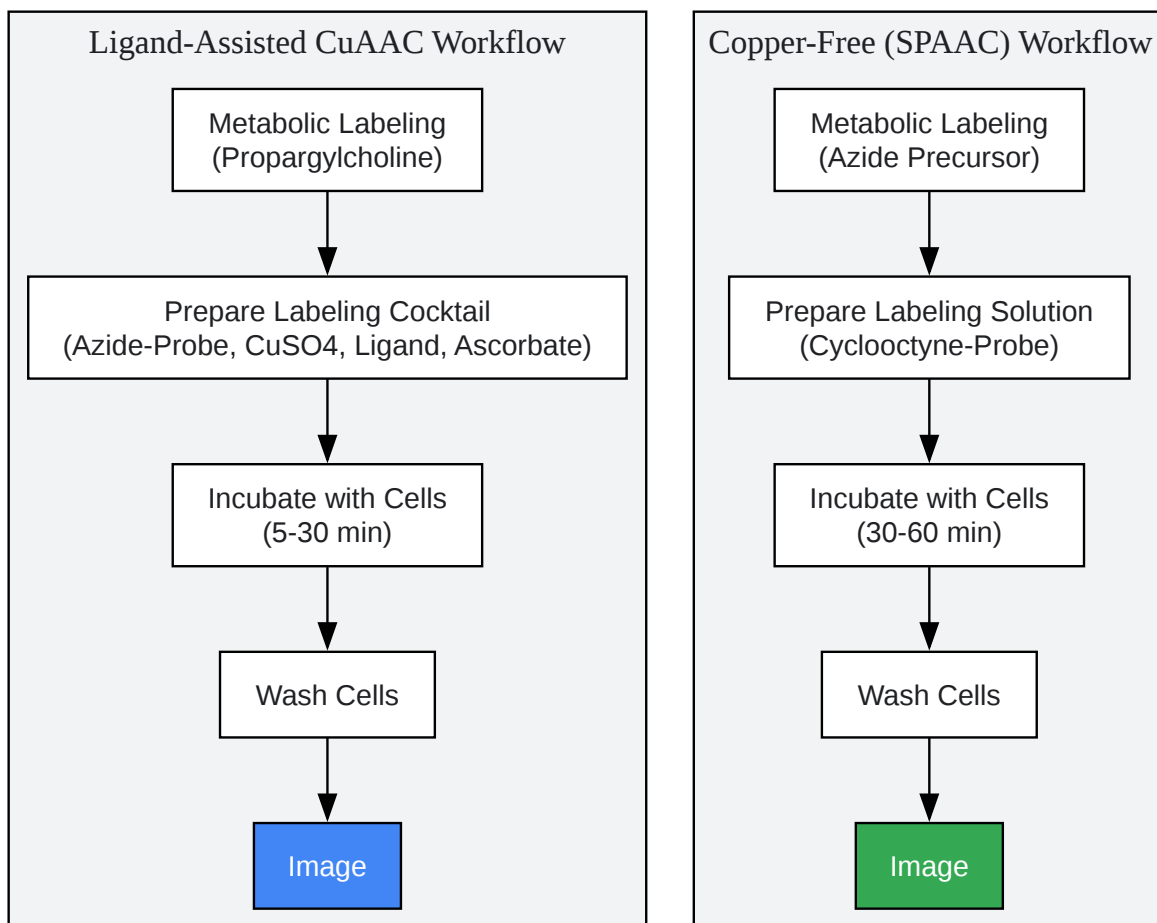 Ligand-Assisted CuAAC Workflow
Metabolic Labeling
(Propargylcholine)
Prepare Labeling Cocktail
(Azide-Probe, CuSO4, Ligand, Ascorbate)
Incubate with Cells
(5-30 min)
Wash Cells
Image
Copper-Free (SPAAC) Workflow
Metabolic Labeling
(Azide Precursor)
Prepare Labeling Solution
(Cyclooctyne-Probe)
Incubate with Cells
(30-60 min)
Wash Cells
Image